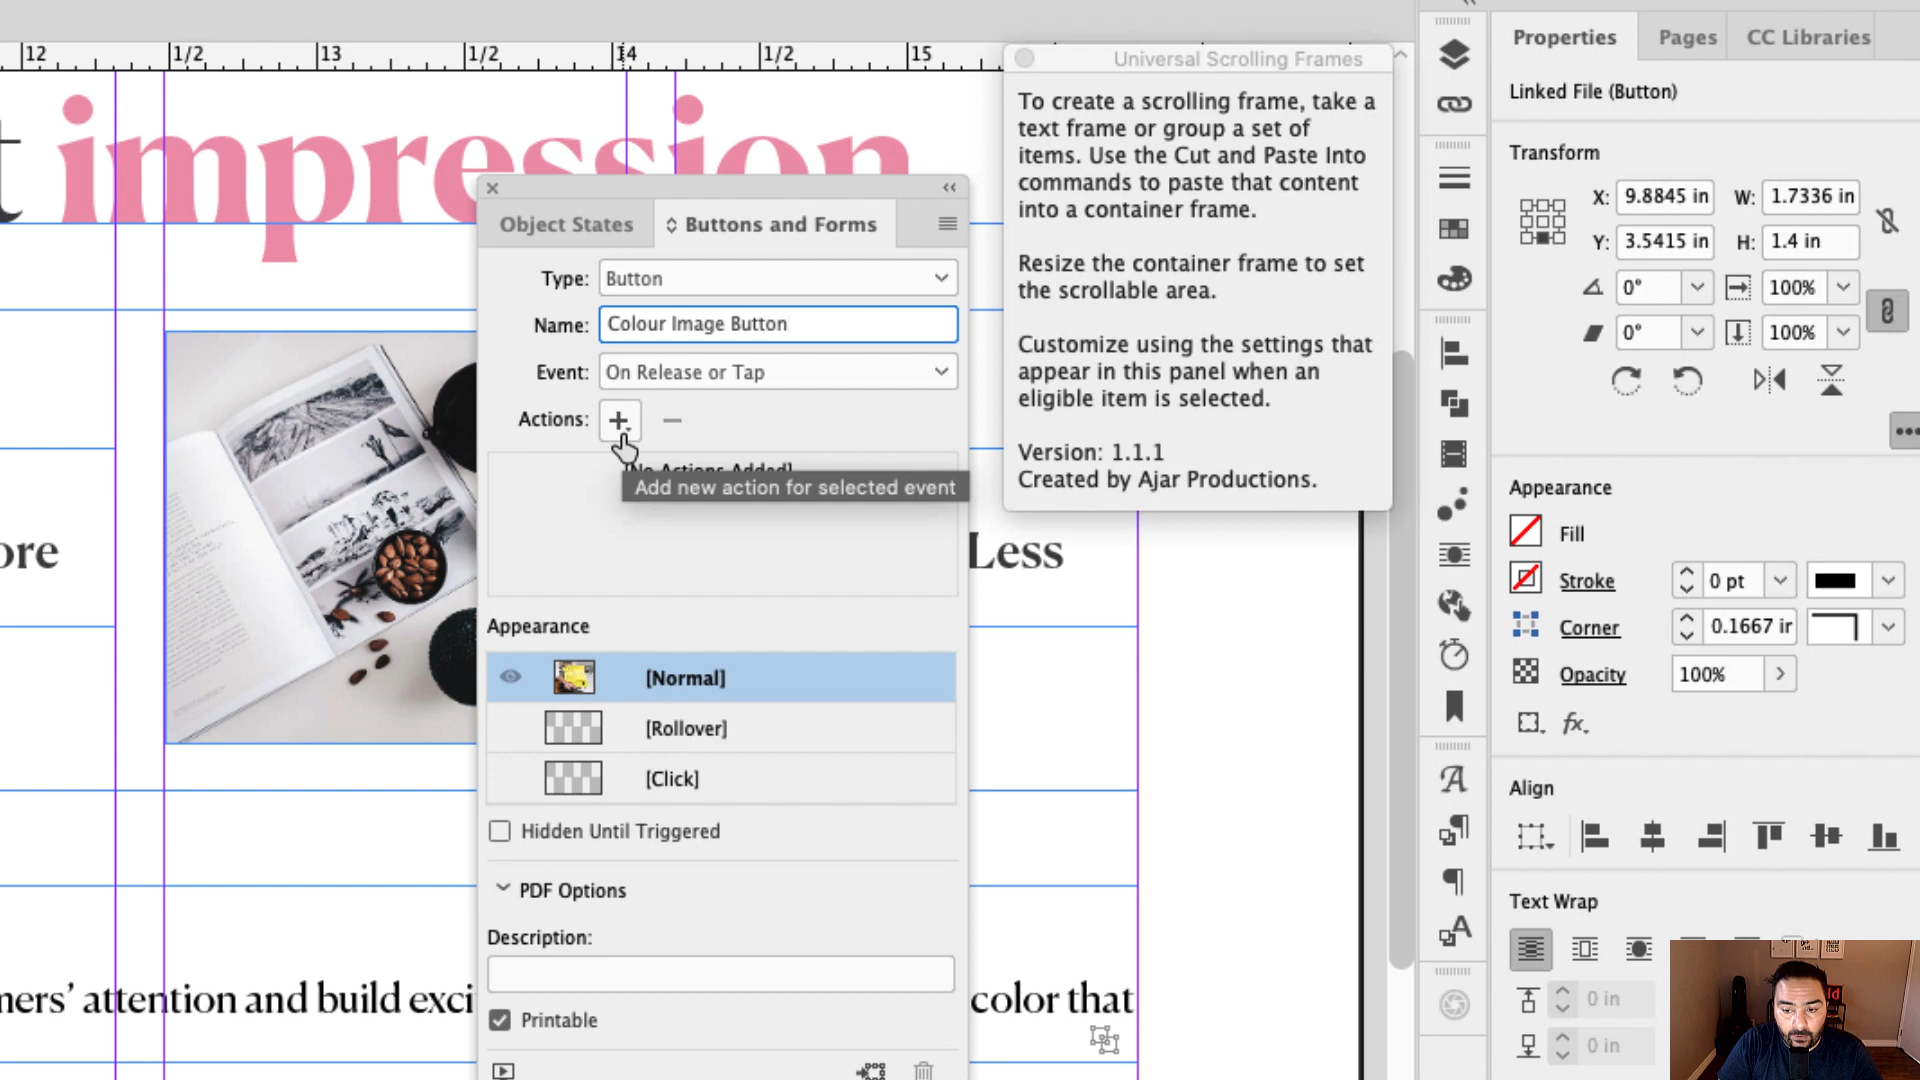 Properties
Pages
CC Libraries
12
1/2
13
1/2
14
1/2
15
Universal Scrolling Frames
Linked File (Button)
To create a scrolling frame, take a
text frame or group a set of
items. Use the Cut and Paste Into
commands to paste that content
into a container frame.
Resize the container frame to set
the scrollable area.
Customize using the settings that
appear in this panel when an
eligible item is selected.
Version: 1.1.1
Created by Ajar Productions.
t impression
Object States
Buttons and Forms
Type: Button
Name: Colour Image Button
Event: On Release or Tap
Actions:
[No Actions Added]
Add new action for selected event
Appearance
[Normal]
[Rollover]
[Click]
Hidden Until Triggered
PDF Options
Description:
Printable
ore
Less
mers' attention and build exci
color that
Transform
X: 9.8845 in W: 1.7336 in
Y: 3.5415 in H: 1.4 in
0° 100%
0° 100%
Appearance
Fill
Stroke 0 pt
Corner 0.1667 in
Opacity 100%
fx
Align
Text Wrap
0 in
0 in